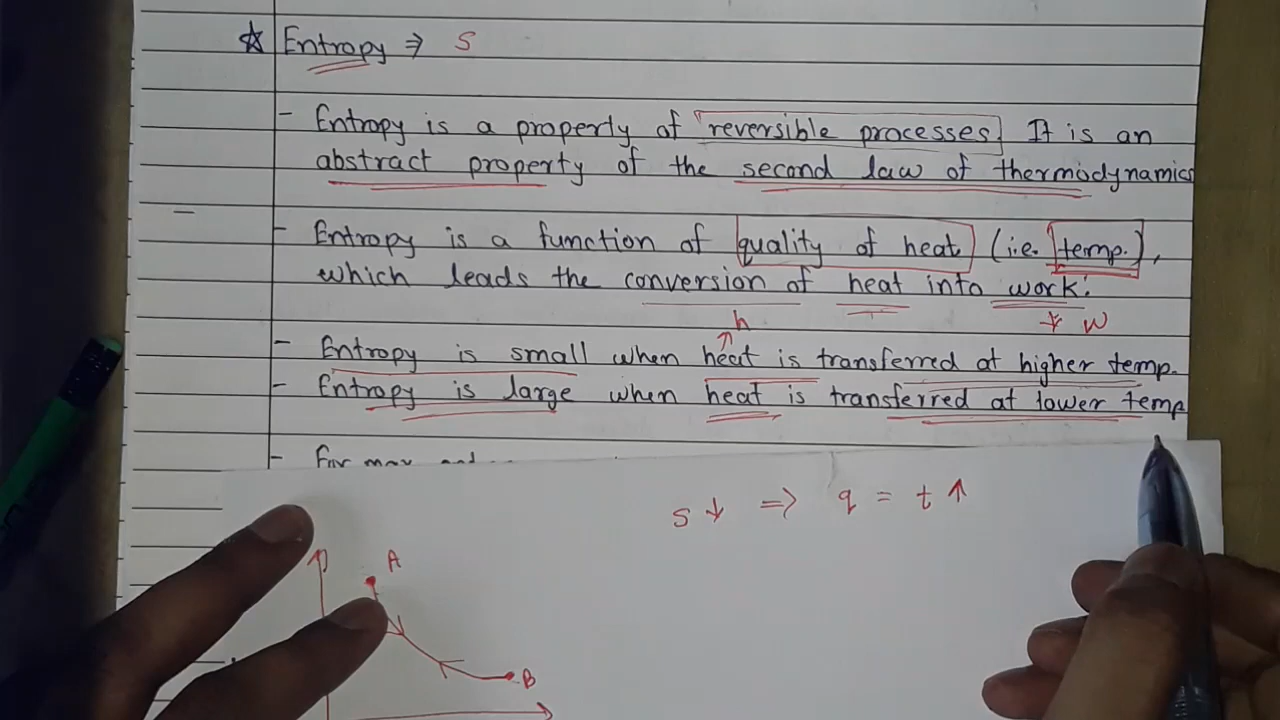 ☆ Entropy ⇒ S
- Entropy is a property of reversible processes. It is an
abstract property of the second law of thermodynamics
- Entropy is a function of quality of heat (i.e. temp.),
which leads the conversion of heat into work.
h
↓ W
- Entropy is small when heat is transferred at higher temp.
- Entropy is large when heat is transferred at lower temp
- For
S ↓ ⇒ q = t ↑
A
B